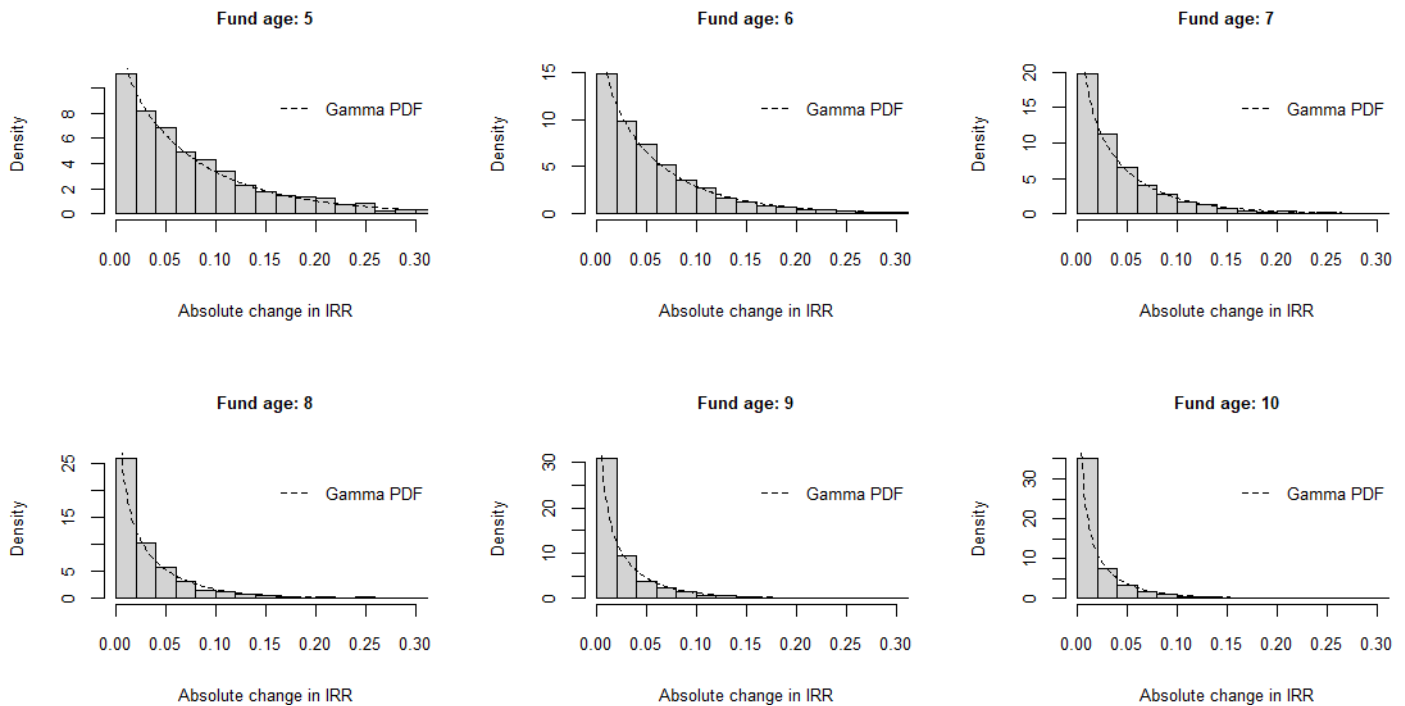 Fund age: 5
Density
0 2 4 6 8
Gamma PDF
0.00 0.05 0.10 0.15 0.20 0.25 0.30
Absolute change in IRR
Fund age: 6
Density
0 5 10 15
Gamma PDF
0.00 0.05 0.10 0.15 0.20 0.25 0.30
Absolute change in IRR
Fund age: 7
Density
0 5 10 15 20
Gamma PDF
0.00 0.05 0.10 0.15 0.20 0.25 0.30
Absolute change in IRR
Fund age: 8
Density
0 5 15 25
Gamma PDF
0.00 0.05 0.10 0.15 0.20 0.25 0.30
Absolute change in IRR
Fund age: 9
Density
0 10 20 30
Gamma PDF
0.00 0.05 0.10 0.15 0.20 0.25 0.30
Absolute change in IRR
Fund age: 10
Density
0 10 20 30
Gamma PDF
0.00 0.05 0.10 0.15 0.20 0.25 0.30
Absolute change in IRR